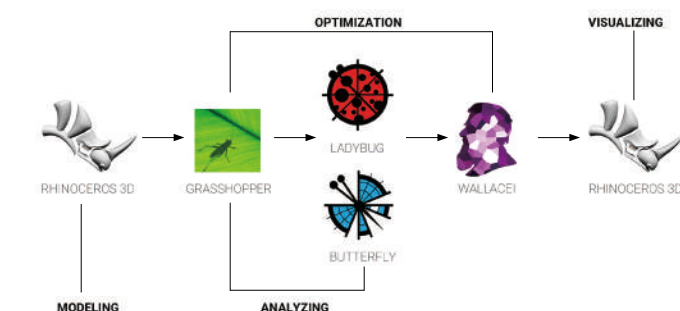 OPTIMIZATION
VISUALIZING
LADYBUG
RHINOCEROS 3D
GRASSHOPPER
WALLACEI
RHINOCEROS 3D
BUTTERFLY
MODELING
ANALYZING